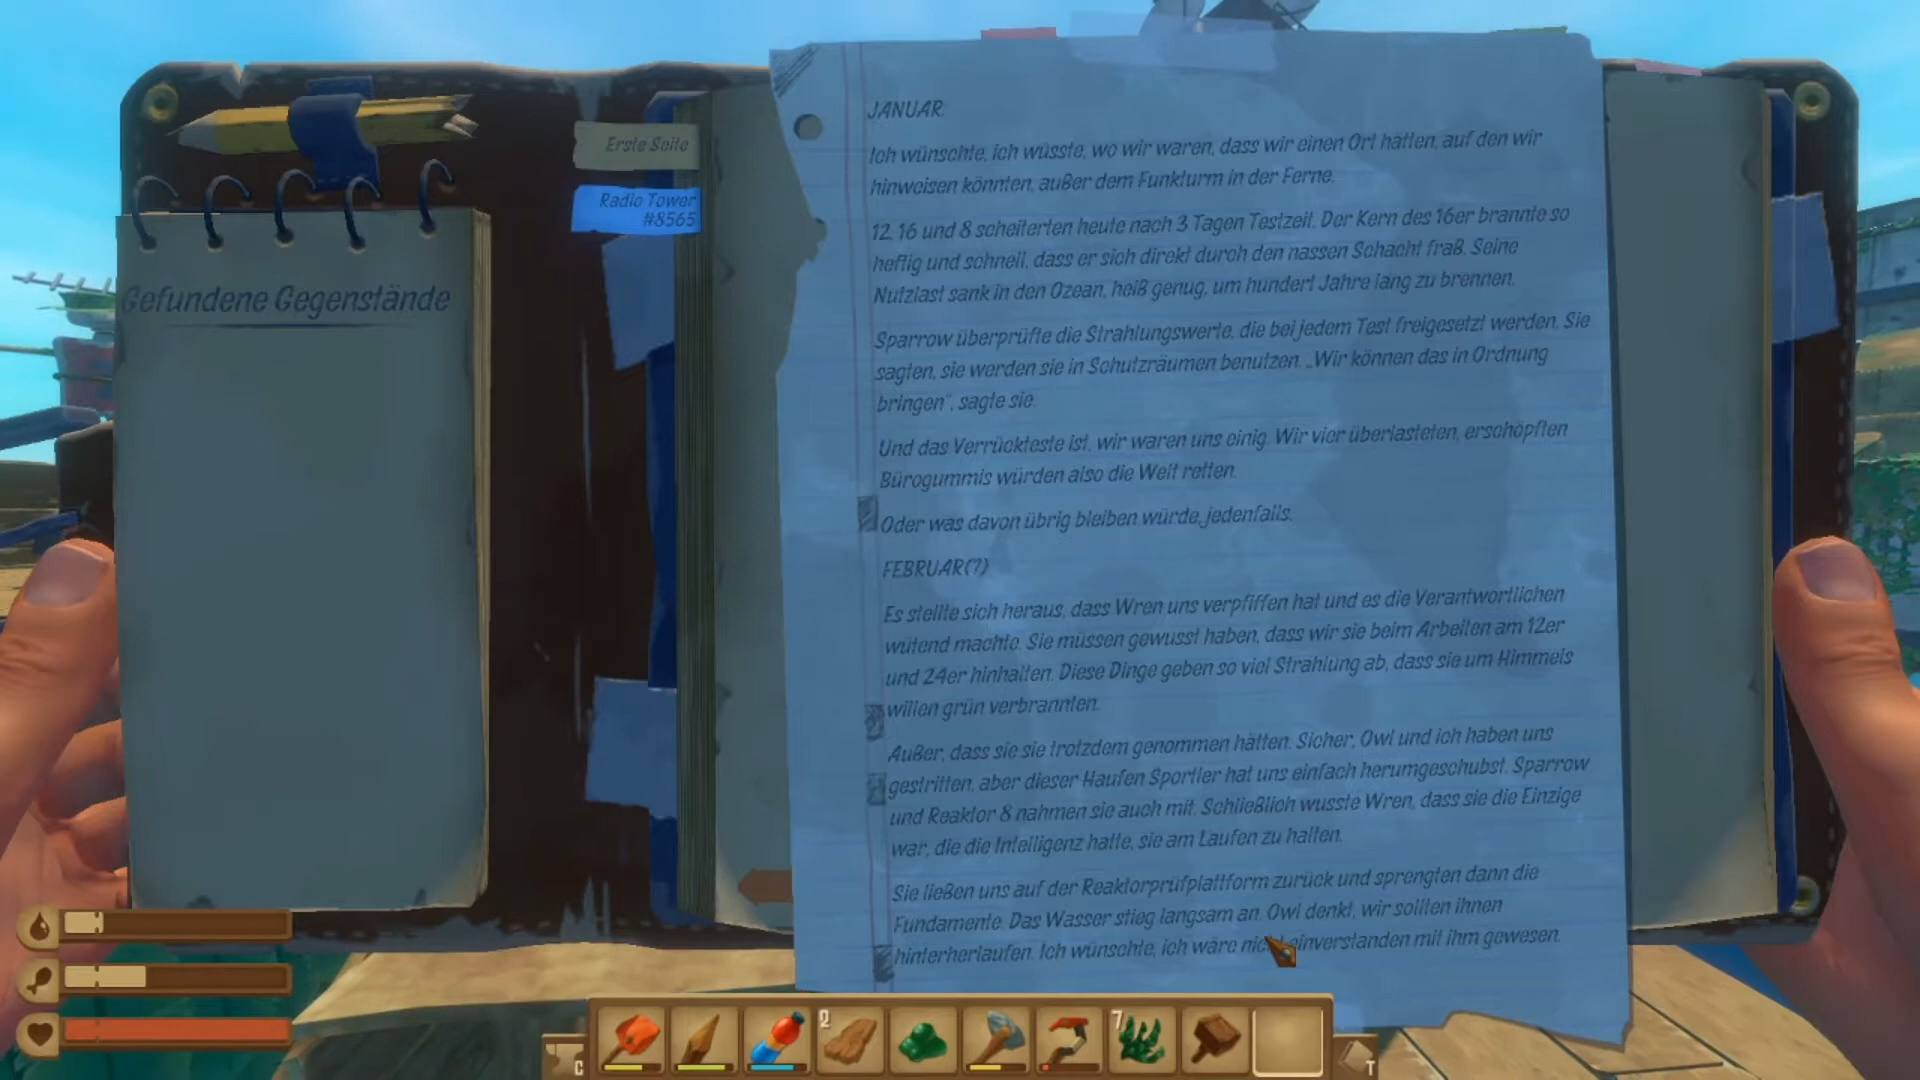 Gefundene Gegenstände
Erste Seite
Radio Tower
#8565
JANUAR:
Ich wünschte, ich wüsste, wo wir waren, dass wir einen Ort hätten, auf den wir
hinweisen könnten, außer dem Funkturm in der Ferne.
12, 16 und 8 scheiterten heute nach 3 Tagen Testzeit. Der Kern des 16er brannte so
heftig und schnell, dass er sich direkt durch den nassen Schacht fraß. Seine
Nutzlast sank in den Ozean, heiß genug, um hundert Jahre lang zu brennen.
Sparrow überprüfte die Strahlungswerte, die bei jedem Test freigesetzt werden. Sie
sagten, sie werden sie in Schutzräumen benutzen. „Wir können das in Ordnung
bringen“, sagte sie.
Und das Verrückteste ist, wir waren uns einig. Wir vier überlasteten, erschöpften
Bürogummis würden also die Welt retten.
Oder was davon übrig bleiben würde, jedenfalls.
FEBRUAR(?)
Es stellte sich heraus, dass Wren uns verpfiffen hat und es die Verantwortlichen
wütend machte. Sie müssen gewusst haben, dass wir sie beim Arbeiten am 12er
und 24er hinhalten. Diese Dinge geben so viel Strahlung ab, dass sie um Himmels
willen grün verbrannten.
Außer, dass sie sie trotzdem genommen hätten. Sicher, Owl und ich haben uns
gestritten, aber dieser Haufen Sportler hat uns einfach herumgeschubst. Sparrow
und Reaktor 8 nahmen sie auch mit. Schließlich wusste Wren, dass sie die Einzige
war, die die Intelligenz hatte, sie am Laufen zu halten.
Sie ließen uns auf der Reaktorprüfplattform zurück und sprengten dann die
Fundamente. Das Wasser stieg langsam an. Owl denkt, wir sollten ihnen
hinterherlaufen. Ich wünschte, ich wäre nicht einverstanden mit ihm gewesen.
2
7
C
T